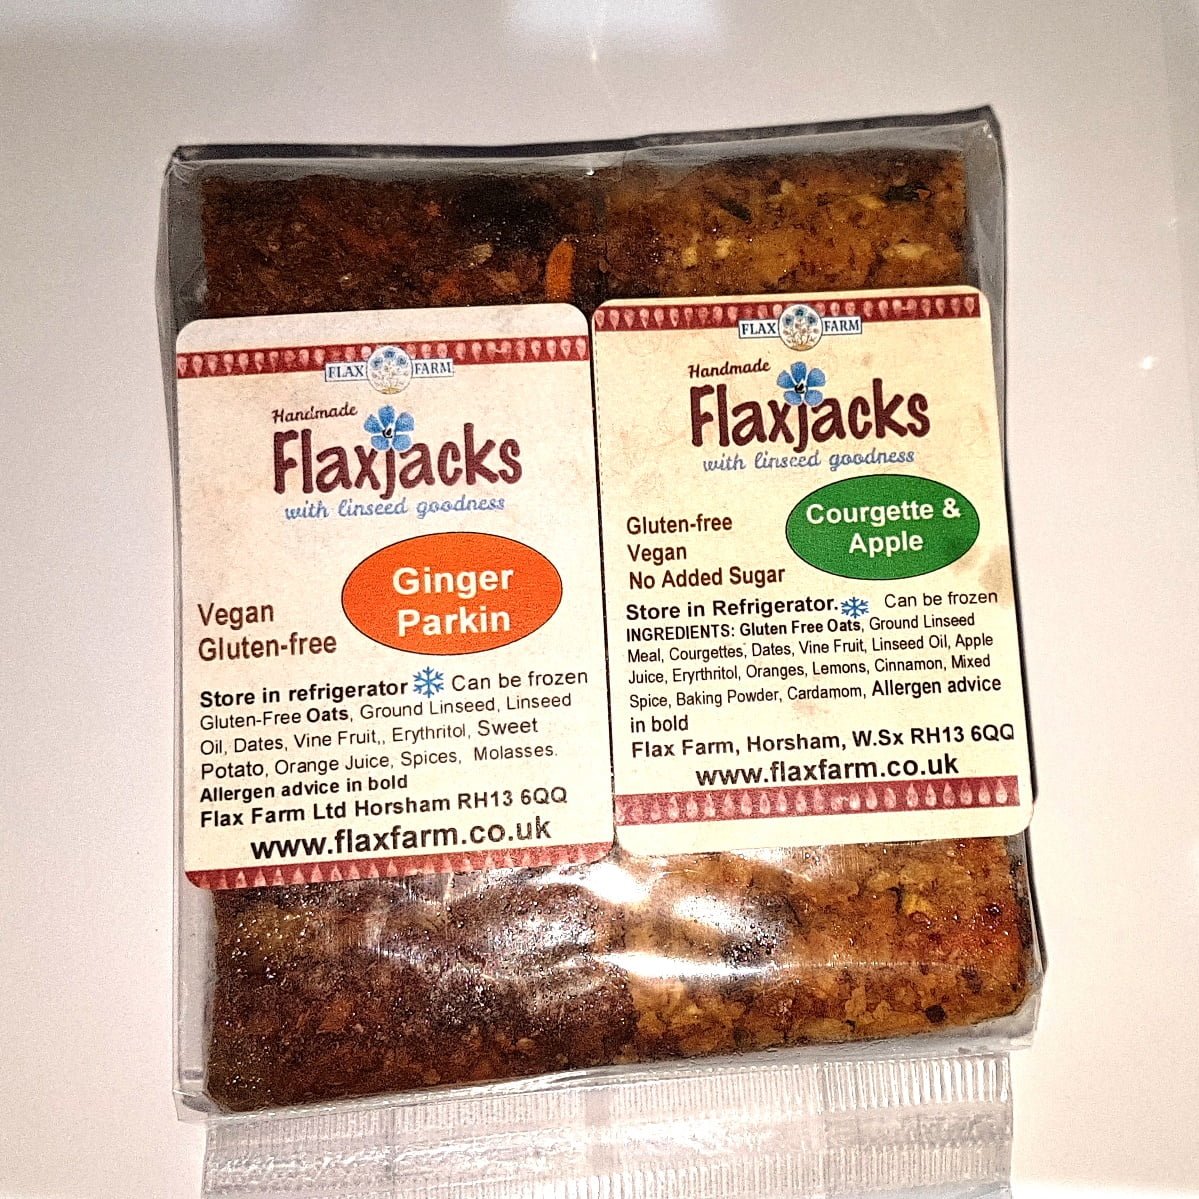 FLAX FARM
Handmade
Flaxjacks
with linseed goodness
Ginger
Parkin
Vegan
Gluten-free
Store in refrigerator Can be frozen
Gluten-Free Oats, Ground Linseed, Linseed
Oil, Dates, Vine Fruit,, Erythritol, Sweet
Potato, Orange Juice, Spices, Molasses.
Allergen advice in bold
Flax Farm Ltd Horsham RH13 6QQ
www.flaxfarm.co.uk
FLAX FARM
Handmade
Flaxjacks
with linseed goodness
Courgette &
Apple
Gluten-free
Vegan
No Added Sugar
Store in Refrigerator. Can be frozen
INGREDIENTS: Gluten Free Oats, Ground Linseed
Meal, Courgettes, Dates, Vine Fruit, Linseed Oil, Apple
Juice, Eryrthritol, Oranges, Lemons, Cinnamon, Mixed
Spice, Baking Powder, Cardamom, Allergen advice
in bold
Flax Farm, Horsham, W.Sx RH13 6QQ
www.flaxfarm.co.uk